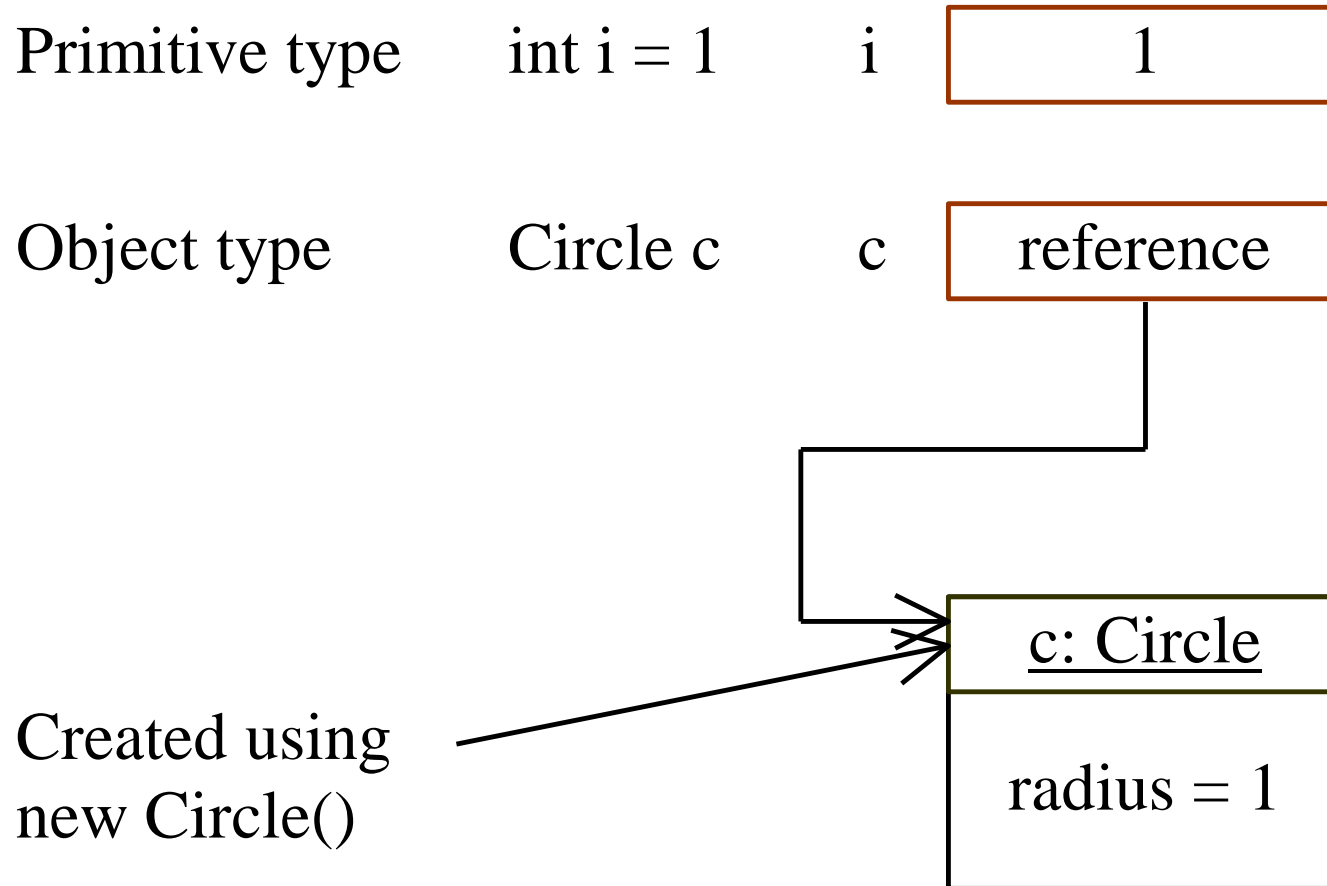 Primitive type int i = 1 i 1
Object type Circle c c reference
c: Circle
Created using
new Circle()
radius = 1